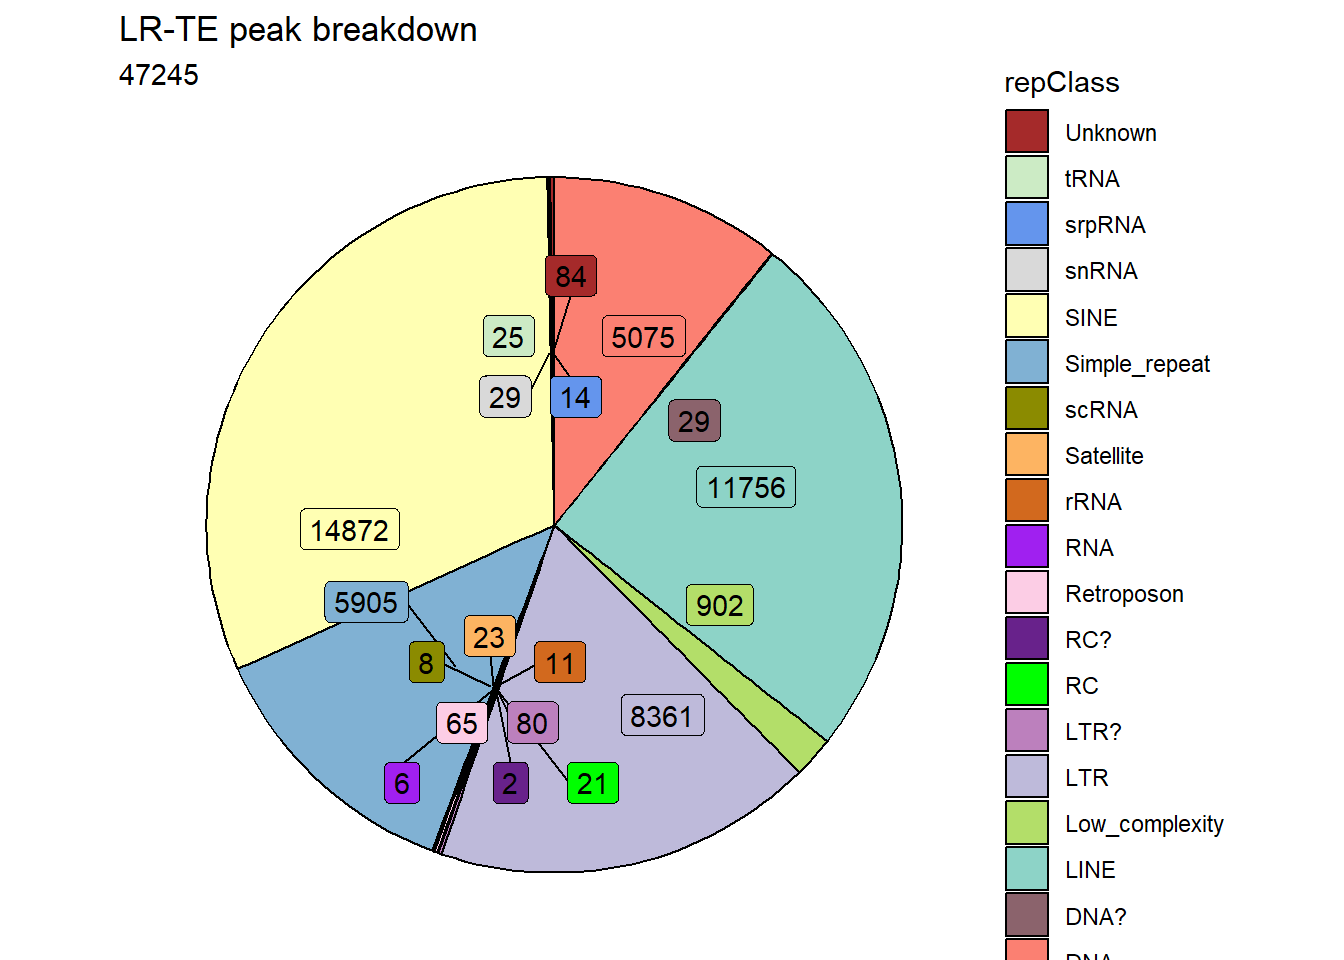 LR-TE peak breakdown
47245
repClass
Unknown
tRNA
srpRNA
snRNA
SINE
Simple_repeat
scRNA
Satellite
rRNA
RNA
Retroposon
RC?
RC
LTR?
LTR
Low_complexity
LINE
DNA?
DNA
84
25
5075
29
14
29
11756
14872
5905
902
23
8
11
65
80
8361
6
2
21